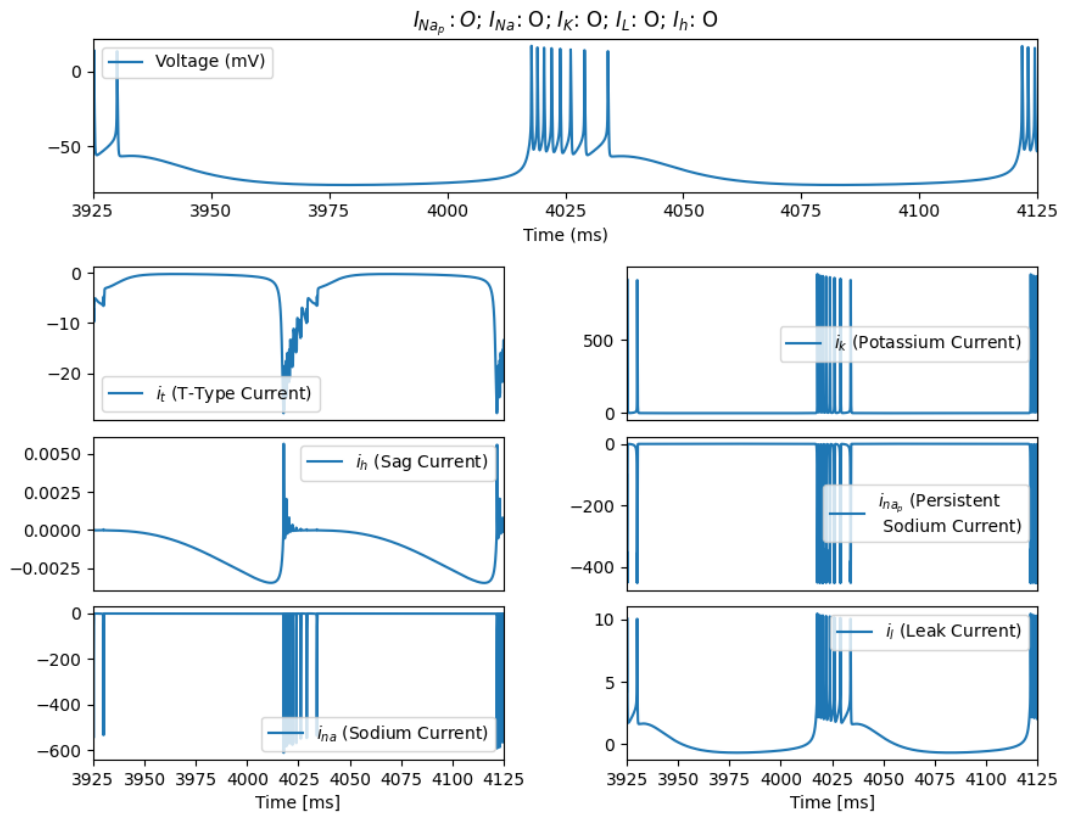 I_{Na_p} : O; I_{Na}: O; I_K: O; I_L: O; I_h: O
Voltage (mV)
0
−50
3925 3950 3975 4000 4025 4050 4075 4100 4125
Time (ms)
0
−10
−20
i_t (T-Type Current)
500
0
i_k (Potassium Current)
0.0050
0.0025
0.0000
−0.0025
i_h (Sag Current)
0
−200
−400
i_{na_p} (Persistent
Sodium Current)
0
−200
−400
−600
i_{na} (Sodium Current)
3925 3950 3975 4000 4025 4050 4075 4100 4125
Time [ms]
10
5
0
i_l (Leak Current)
3925 3950 3975 4000 4025 4050 4075 4100 4125
Time [ms]